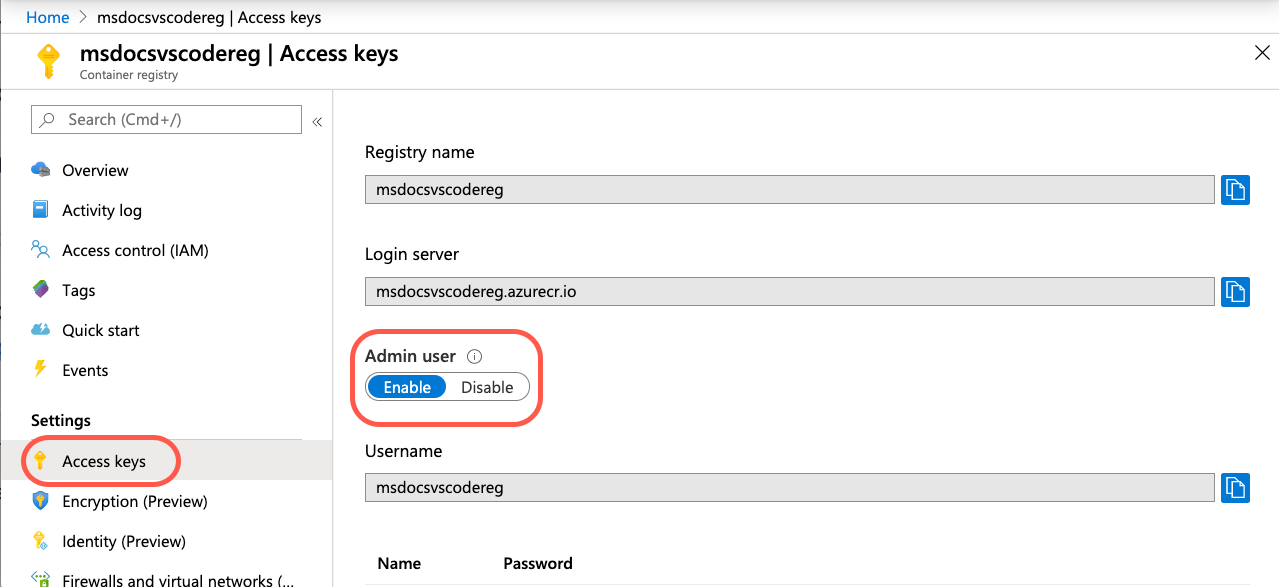 Home > msdocsvscodereg | Access keys
msdocsvscodereg | Access keys
Container registry
Search (Cmd+/)
«
Overview
Activity log
Access control (IAM)
Tags
Quick start
Events
Settings
Access keys
Encryption (Preview)
Identity (Preview)
Firewalls and virtual networks (...
Registry name
msdocsvscodereg
Login server
msdocsvscodereg.azurecr.io
Admin user
Enable Disable
Username
msdocsvscodereg
Name Password